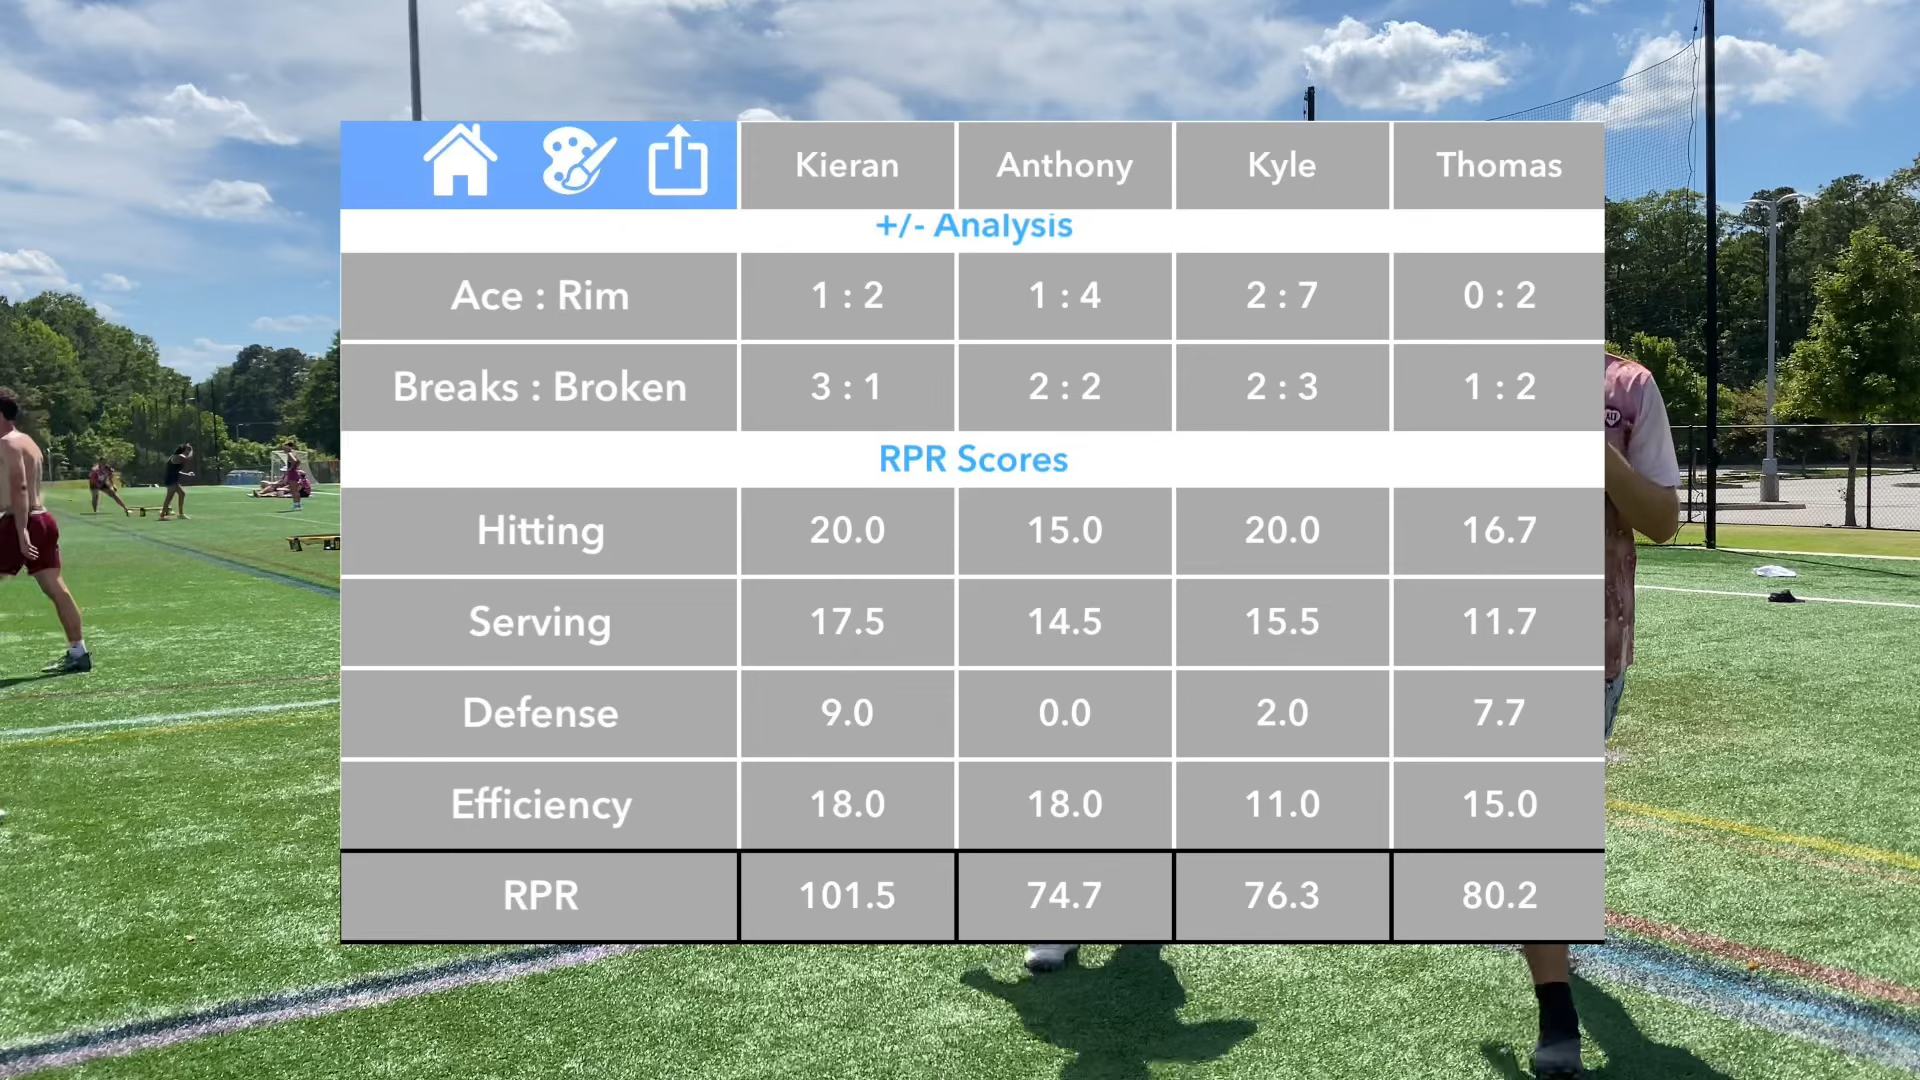 Kieran Anthony Kyle Thomas
+/- Analysis
Ace : Rim 1 : 2 1 : 4 2 : 7 0 : 2
Breaks : Broken 3 : 1 2 : 2 2 : 3 1 : 2
RPR Scores
Hitting 20.0 15.0 20.0 16.7
Serving 17.5 14.5 15.5 11.7
Defense 9.0 0.0 2.0 7.7
Efficiency 18.0 18.0 11.0 15.0
RPR 101.5 74.7 76.3 80.2